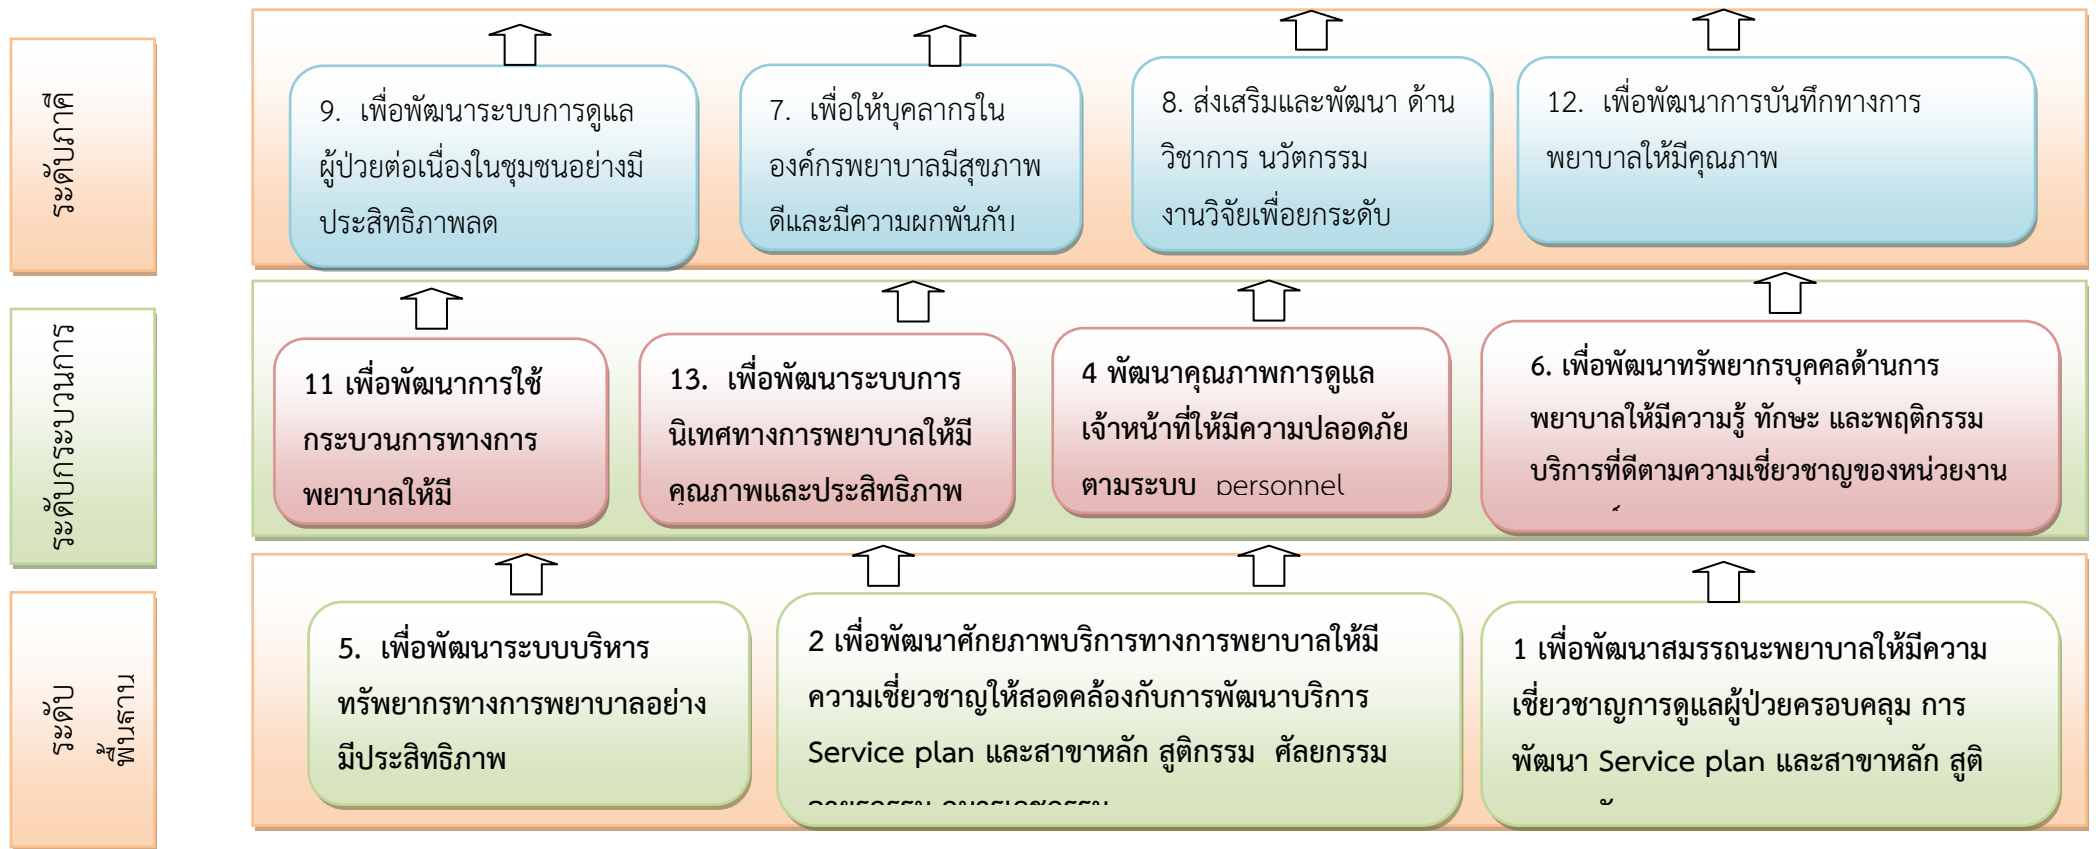 ระดับภาคี
9. เพื่อพัฒนาระบบการดูแล
ผู้ป่วยต่อเนื่องในชุมชนอย่างมี
ประสิทธิภาพลด
7. เพื่อให้บุคลากรใน
องค์กรพยาบาลมีสุขภาพ
ดีและมีความผูกพันกับ
8. ส่งเสริมและพัฒนา ด้าน
วิชาการ นวัตกรรม
งานวิจัยเพื่อยกระดับ
12. เพื่อพัฒนาการบันทึกทางการ
พยาบาลให้มีคุณภาพ
ระดับกระบวนการ
11 เพื่อพัฒนาการใช้
กระบวนการทางการ
พยาบาลให้มี
13. เพื่อพัฒนาระบบการ
นิเทศทางการพยาบาลให้มี
คุณภาพและประสิทธิภาพ
4 พัฒนาคุณภาพการดูแล
เจ้าหน้าที่ให้มีความปลอดภัย
ตามระบบ personnel
6. เพื่อพัฒนาทรัพยากรบุคคลด้านการ
พยาบาลให้มีความรู้ ทักษะ และพฤติกรรม
บริการที่ดีตามความเชี่ยวชาญของหน่วยงาน
ระดับ
พื้นฐาน
5. เพื่อพัฒนาระบบบริหาร
ทรัพยากรทางการพยาบาลอย่าง
มีประสิทธิภาพ
2 เพื่อพัฒนาศักยภาพบริการทางการพยาบาลให้มี
ความเชี่ยวชาญให้สอดคล้องกับการพัฒนาบริการ
Service plan และสาขาหลัก สูติกรรม ศัลยกรรม
1 เพื่อพัฒนาสมรรถนะพยาบาลให้มีความ
เชี่ยวชาญการดูแลผู้ป่วยครอบคลุม การ
พัฒนา Service plan และสาขาหลัก สูติ